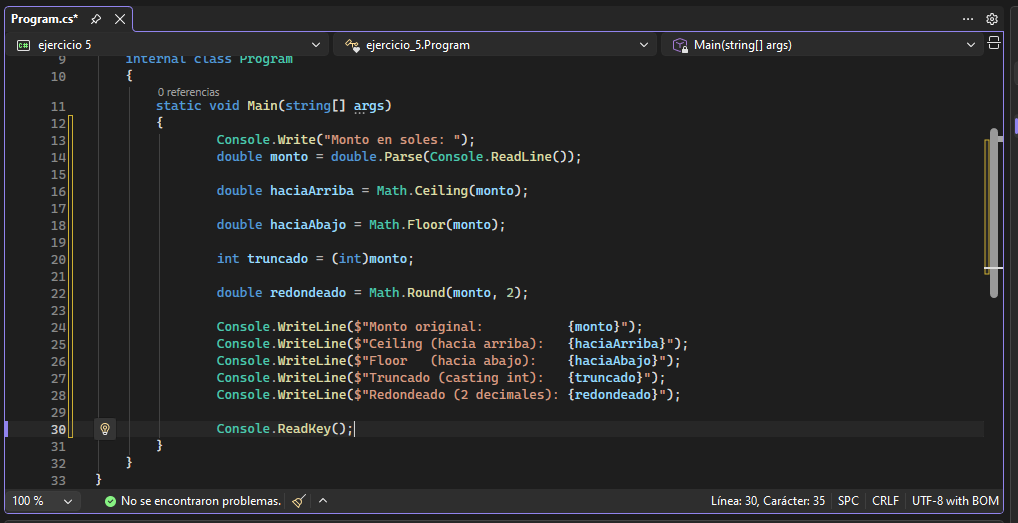 Program.cs*
C# ejercicio 5
ejercicio_5.Program
Main(string[] args)
9 internal class Program
10 {
0 referencias
11 static void Main(string[] args)
12 {
13 Console.Write("Monto en soles: ");
14 double monto = double.Parse(Console.ReadLine());
15
16 double haciaArriba = Math.Ceiling(monto);
17
18 double haciaAbajo = Math.Floor(monto);
19
20 int truncado = (int)monto;
21
22 double redondeado = Math.Round(monto, 2);
23
24 Console.WriteLine($"Monto original:           {monto}");
25 Console.WriteLine($"Ceiling (hacia arriba):   {haciaArriba}");
26 Console.WriteLine($"Floor   (hacia abajo):    {haciaAbajo}");
27 Console.WriteLine($"Truncado (casting int):   {truncado}");
28 Console.WriteLine($"Redondeado (2 decimales): {redondeado}");
29
30 Console.ReadKey();
31 }
32 }
33 }
100 %
No se encontraron problemas.
Línea: 30, Carácter: 35
SPC
CRLF
UTF-8 with BOM